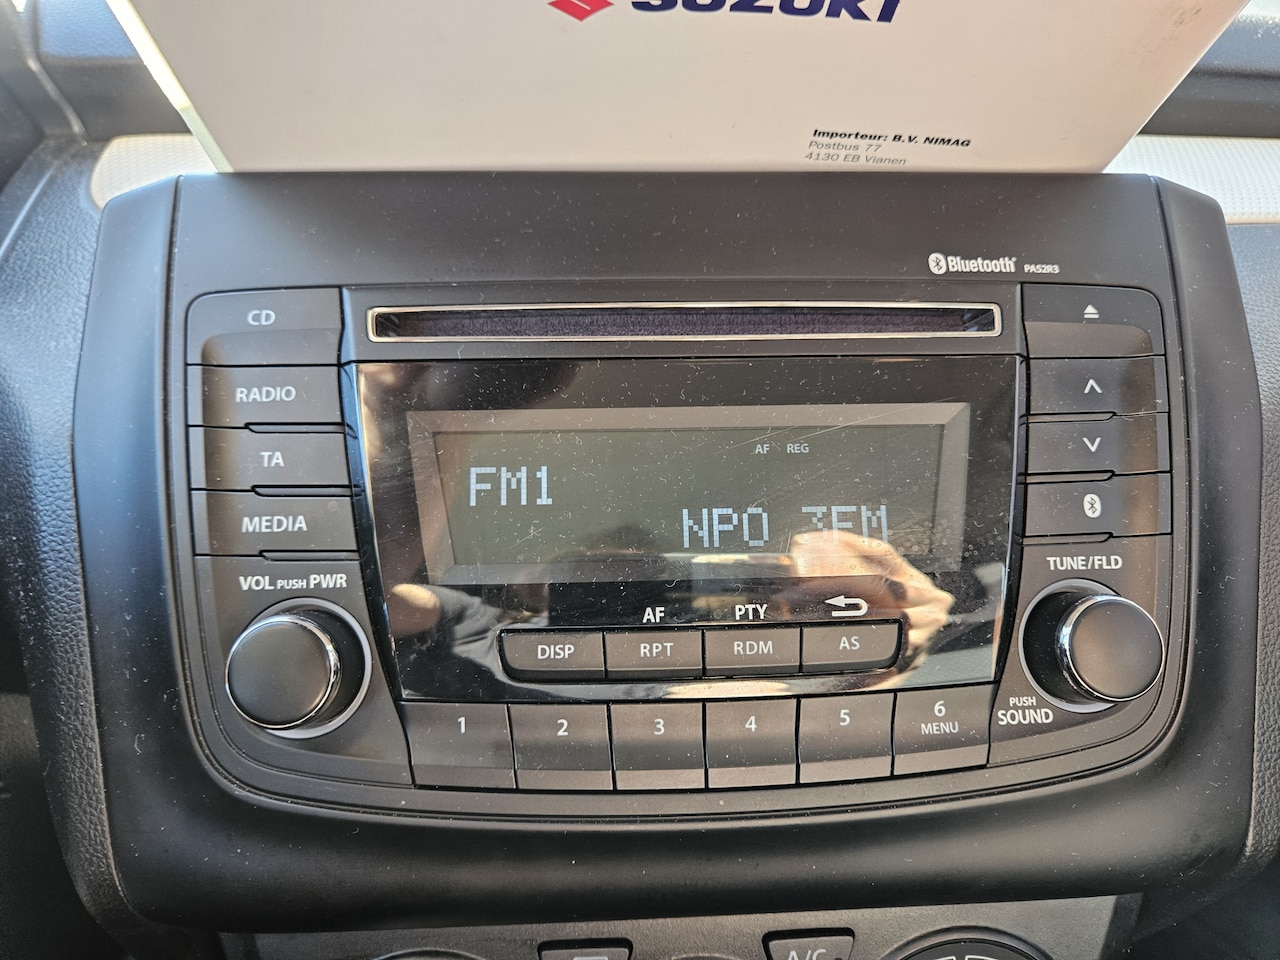 SUZUKI
Importeur: B.V. NIMAG
Postbus 77
4130 EB Vianen
Bluetooth PA52R3
CD
RADIO
TA
MEDIA
VOL PUSH PWR
AF REG
FM1
NPO 3FM
AF PTY
DISP RPT RDM AS
TUNE/FLD
PUSH
SOUND
1 2 3 4 5 6
MENU
A/C